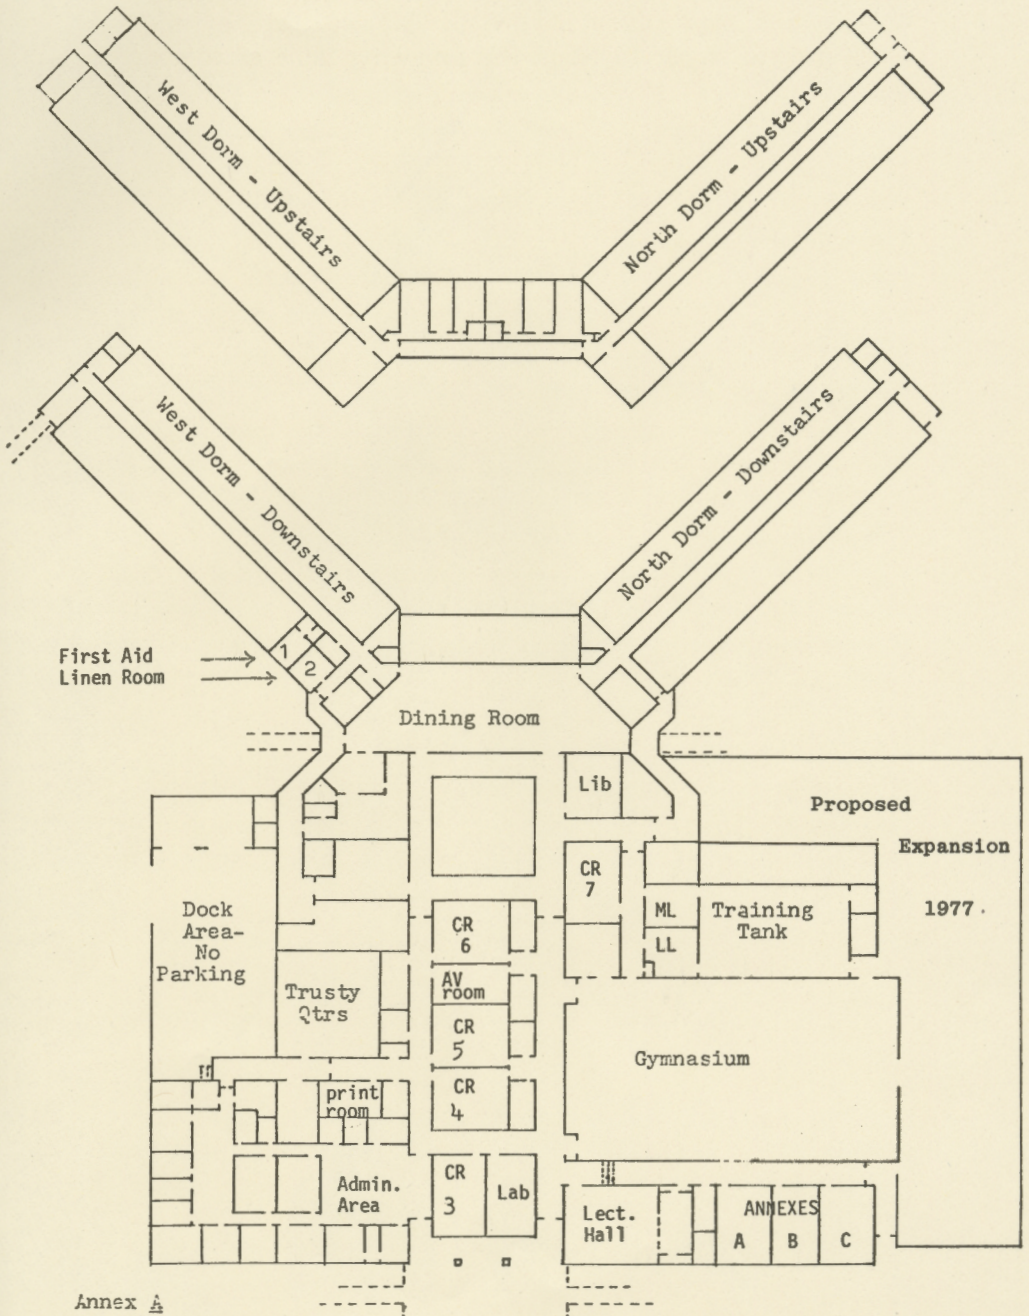 West Dorm - Upstairs
North Dorm - Upstairs
West Dorm - Downstairs
North Dorm - Downstairs
First Aid
Linen Room
1
2
Dining Room
Lib
Proposed
Expansion
1977.
CR
7
Dock
Area-
No
Parking
CR
6
ML
LL
Training
Tank
AV
room
Trusty
Qtrs
CR
5
Gymnasium
print
room
CR
4
Admin.
Area
CR
3
Lab
Lect.
Hall
ANNEXES
A
B
C
Annex A